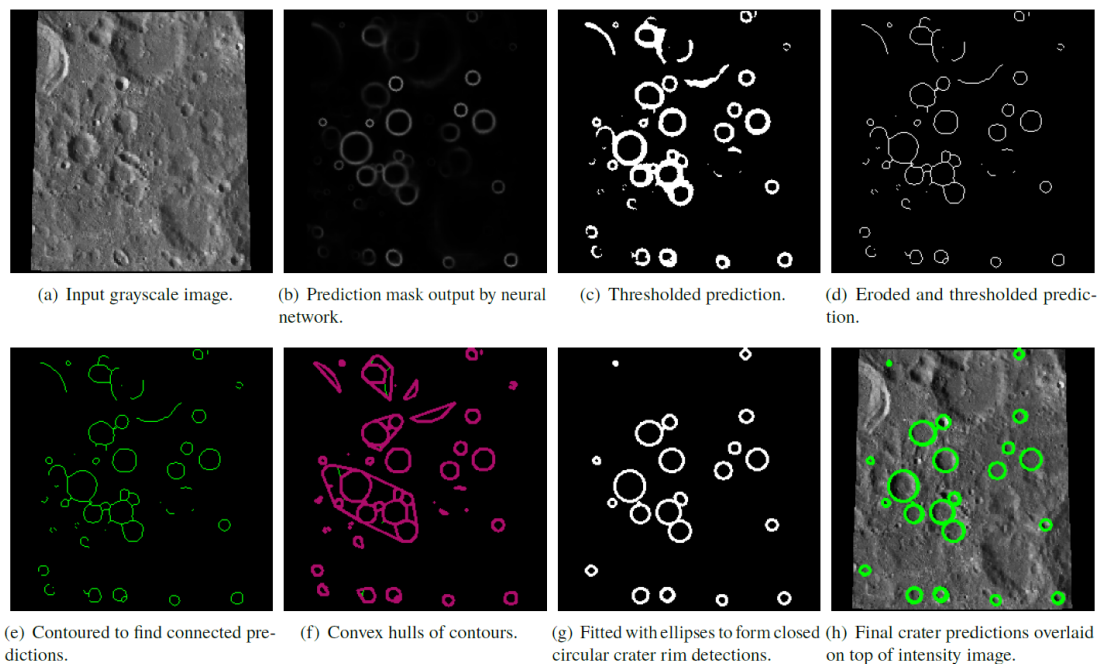 (a) Input grayscale image.
(b) Prediction mask output by neural
network.
(c) Thresholded prediction.
(d) Eroded and thresholded predic-
tion.
(e) Contoured to find connected pre-
dictions.
(f) Convex hulls of contours.
(g) Fitted with ellipses to form closed
circular crater rim detections.
(h) Final crater predictions overlaid
on top of intensity image.